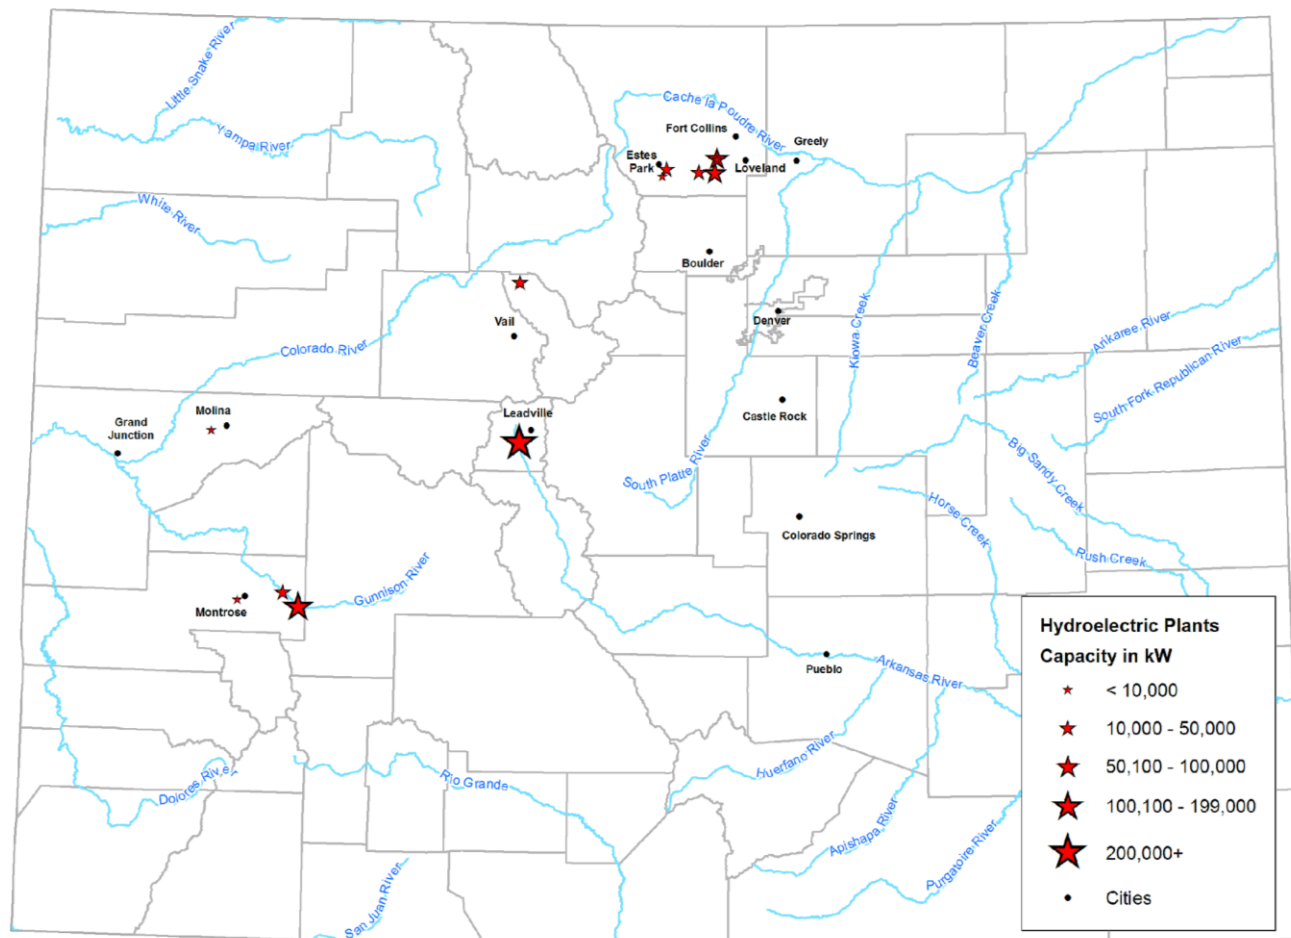 Little Snake River
Yampa River
White River
Cache la Poudre River
Fort Collins
Greely
Estes
Park
Loveland
Boulder
Vail
Denver
Colorado River
Kiowa Creek
Beaver Creek
Arikaree River
South Fork Republican River
Molina
Grand
Junction
Leadville
Castle Rock
South Platte River
Big Sandy Creek
Horse Creek
Colorado Springs
Rush Creek
Gunnison River
Montrose
Pueblo
Arkansas River
Huerfano River
Dolores River
Rio Grande
Apishapa River
Purgatoire River
San Juan River
Hydroelectric Plants
Capacity in kW
< 10,000
10,000 - 50,000
50,100 - 100,000
100,100 - 199,000
200,000+
Cities